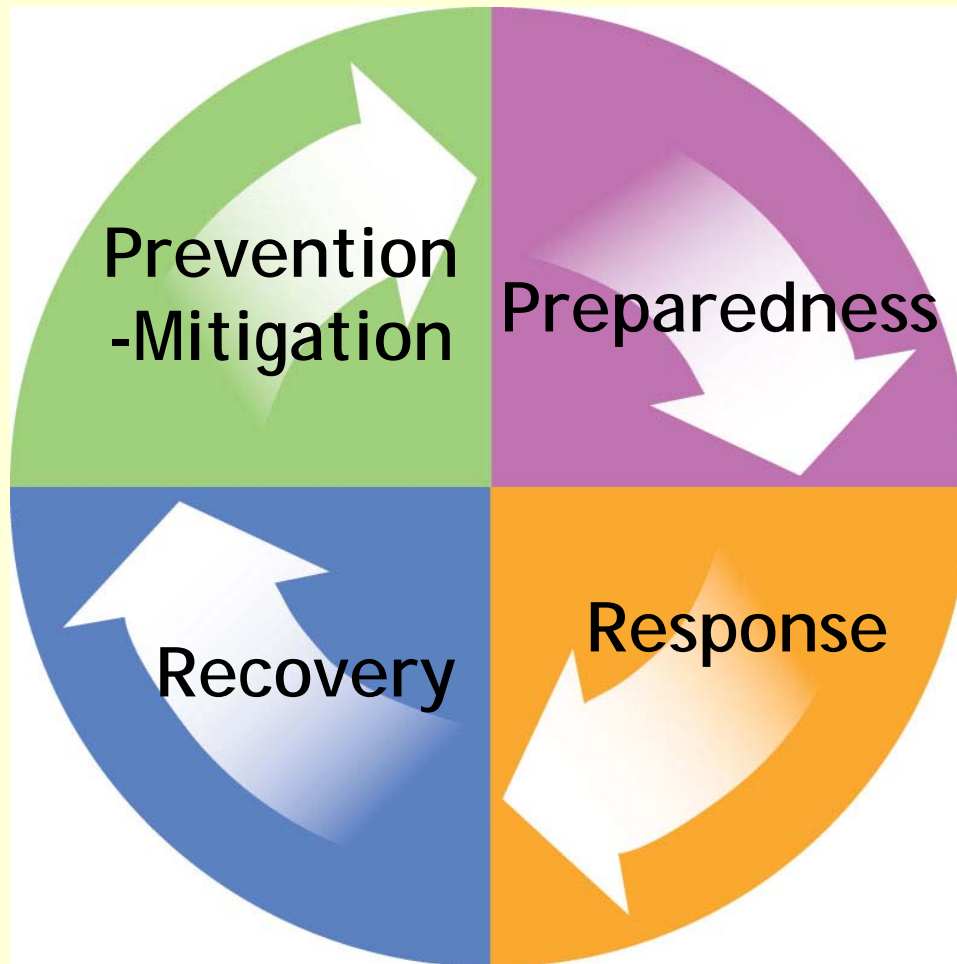 Prevention
-Mitigation
Preparedness
Response
Recovery